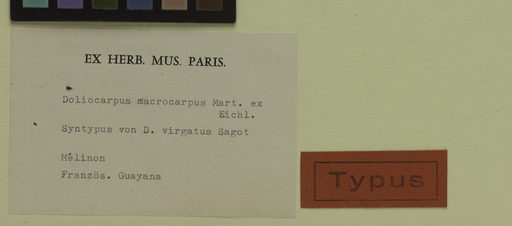 EX HERB. MUS. PARIS.
Doliocarpus macrocarpus Mart. ex
Eichl.
Syntypus von D. virgatus Sagot
Mélinon
Französ. Guayana
Typus